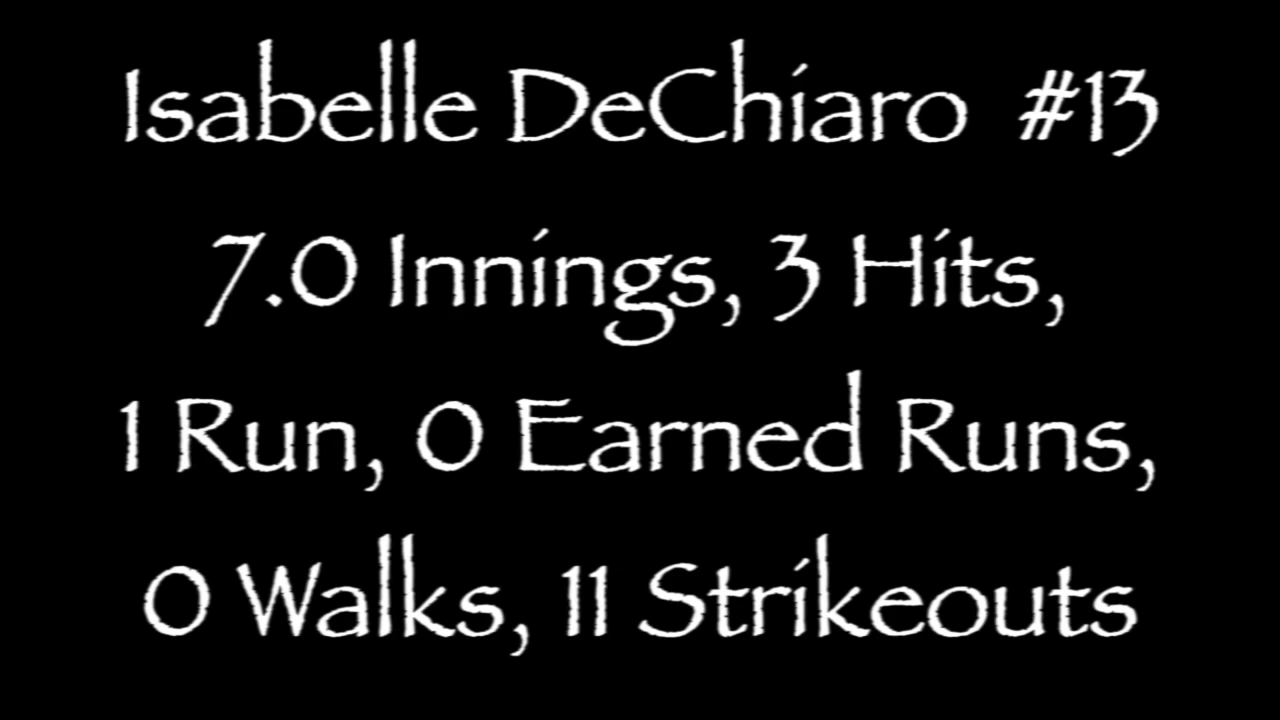 Isabelle DeChiaro #13
7.0 Innings, 3 Hits,
1 Run, 0 Earned Runs,
0 Walks, 11 Strikeouts